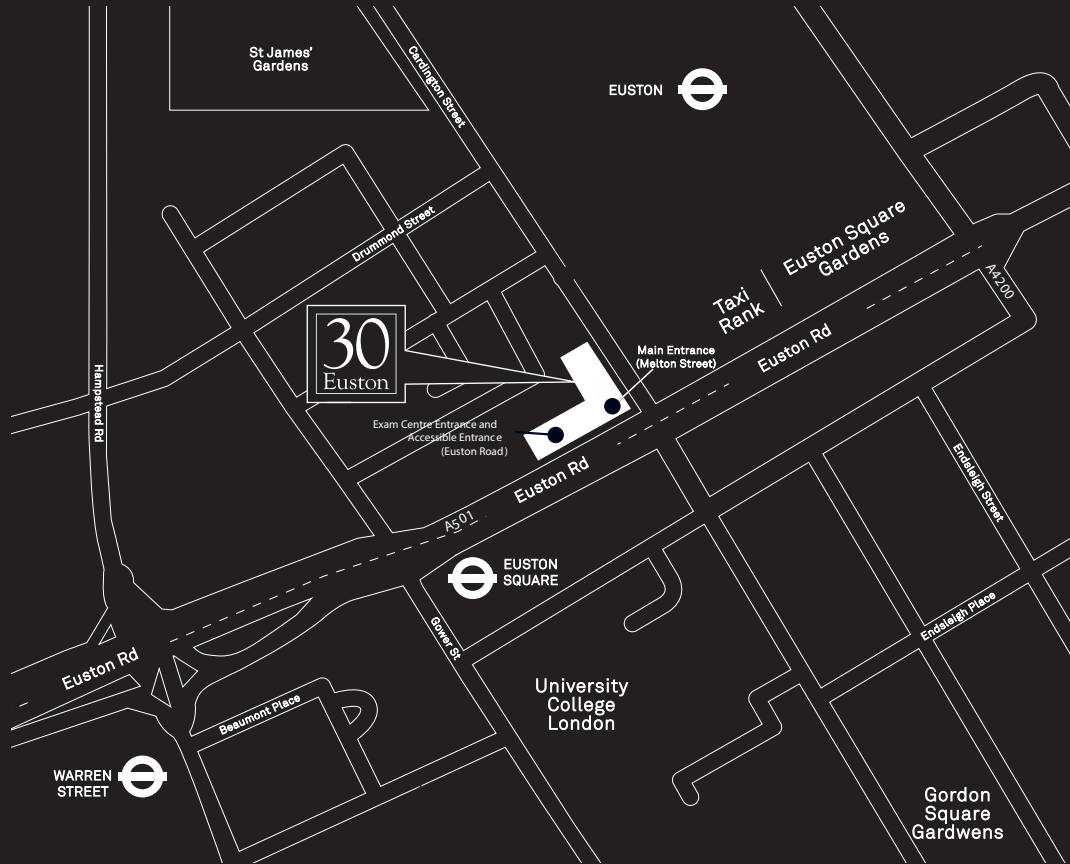 St James'
Gardens
Cardington Street
EUSTON
Drummond Street
Euston Square
Gardens
Taxi
Rank
A4200
30
Euston
Main Entrance
(Melton Street)
Euston Rd
Hampstead Rd
Exam Centre Entrance and
Accessible Entrance
(Euston Road)
Euston Rd
A501
Endsleigh Street
EUSTON
SQUARE
Endsleigh Place
Gower St
Euston Rd
Beaumont Place
University
College
London
WARREN
STREET
Gordon
Square
Gardwens